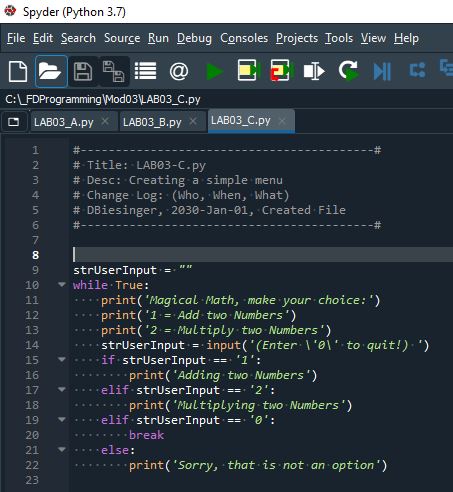 Spyder (Python 3.7)
File Edit Search Source Run Debug Consoles Projects Tools View Help
C:\_FDProgramming\Mod03\LAB03_C.py
LAB03_A.py LAB03_B.py LAB03_C.py
1 #------------------------------------------#
2 # Title: LAB03-C.py
3 # Desc: Creating a simple menu
4 # Change Log: (Who, When, What)
5 # DBiesinger, 2030-Jan-01, Created File
6 #------------------------------------------#
7
8
9 strUserInput = ""
10 while True:
11     print('Magical Math, make your choice:')
12     print('1 = Add two Numbers')
13     print('2 = Multiply two Numbers')
14     strUserInput = input('(Enter \'0\' to quit!) ')
15     if strUserInput == '1':
16         print('Adding two Numbers')
17     elif strUserInput == '2':
18         print('Multiplying two Numbers')
19     elif strUserInput == '0':
20         break
21     else:
22         print('Sorry, that is not an option')
23